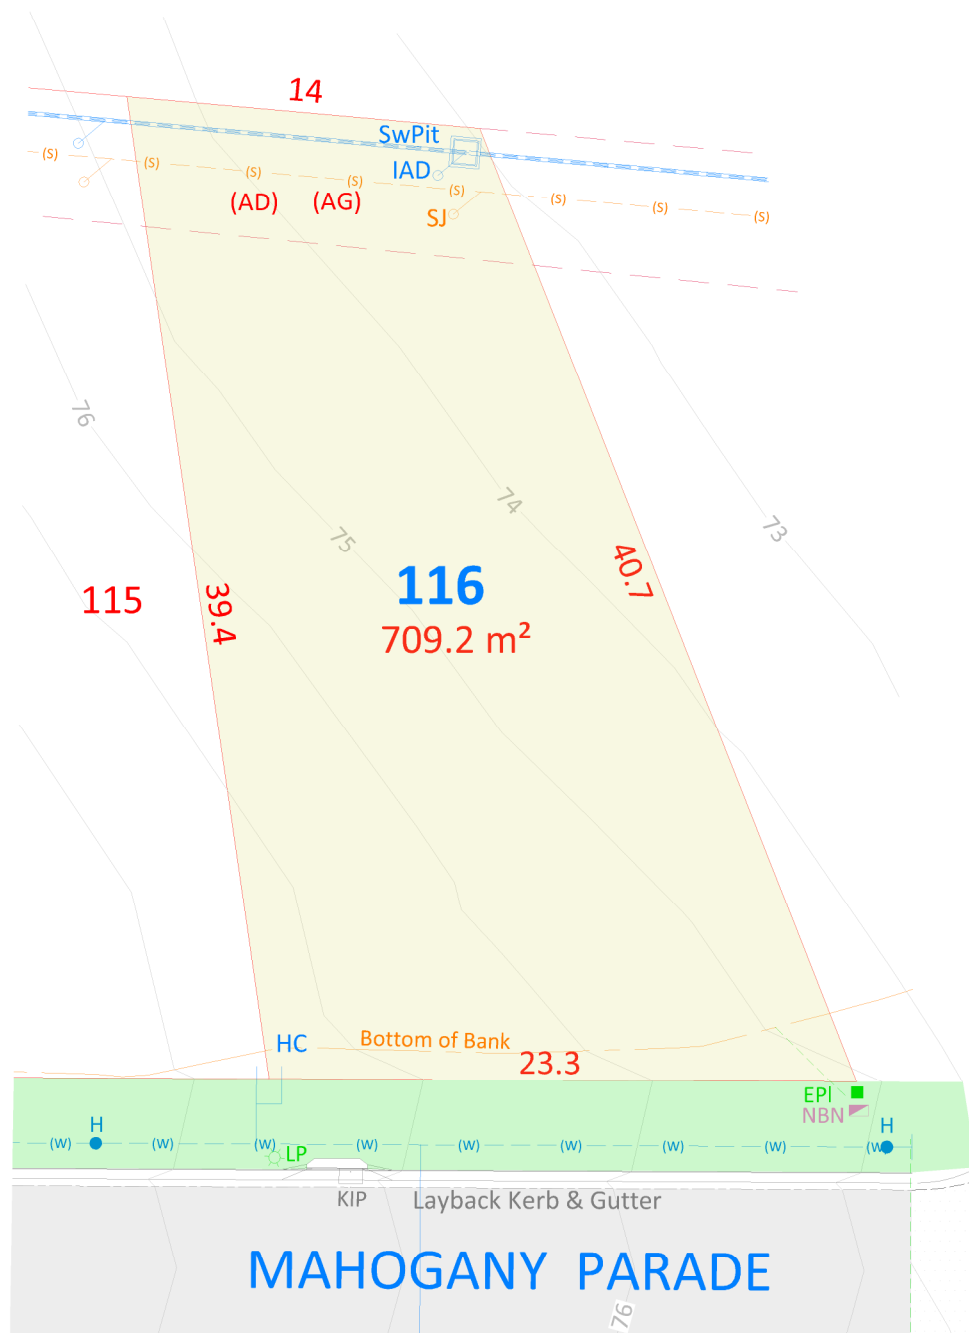 14
SwPit
IAD
(S) (S) (S) (S) (S) (S) (S) (S)
(AD) (AG)
SJ
76
74
75
73
40.7
116
709.2 m²
115
39.4
Bottom of Bank
HC
23.3
EPI
NBN
H
H
(W) (W) (W) (W) (W) (W) (W) (W) (W)
LP
KIP
Layback Kerb & Gutter
MAHOGANY PARADE
76